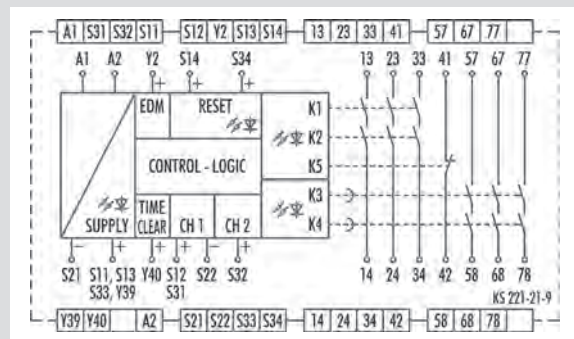 A1 S31 S32 S11 S12 Y2 S13 S14 13 23 33 41 57 67 77
A1 A2 Y2 S14 S34 13 23 33 41 57 67 77
+ + +
EDM RESET K1
K2
CONTROL - LOGIC K5
K3
SUPPLY TIME CLEAR CH 1 CH 2 K4
− + + + − +
S21 S11, S13 Y40 S12 S22 S32 14 24 34 42 58 68 78
S33, Y39 S31
KS 221-21-9
Y39 Y40 A2 S21 S22 S33 S34 14 24 34 42 58 68 78